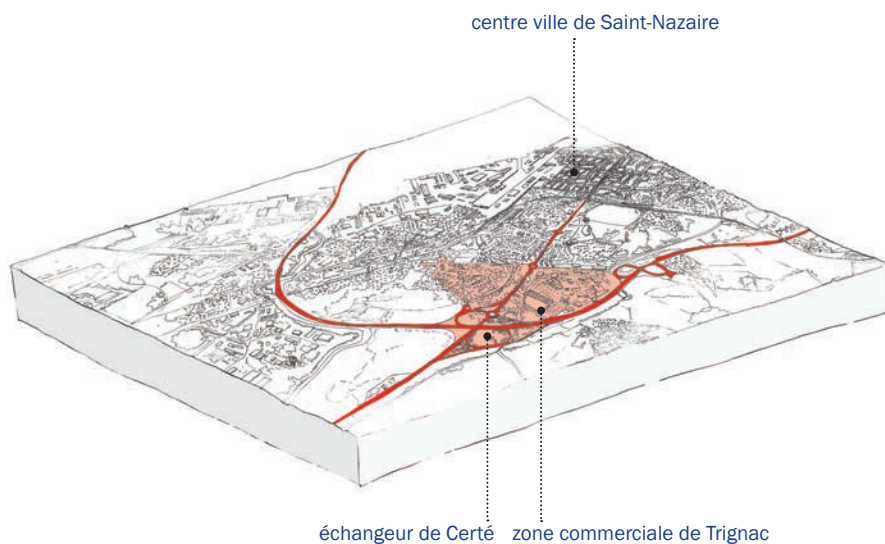 centre ville de Saint-Nazaire
échangeur de Certé
zone commerciale de Trignac